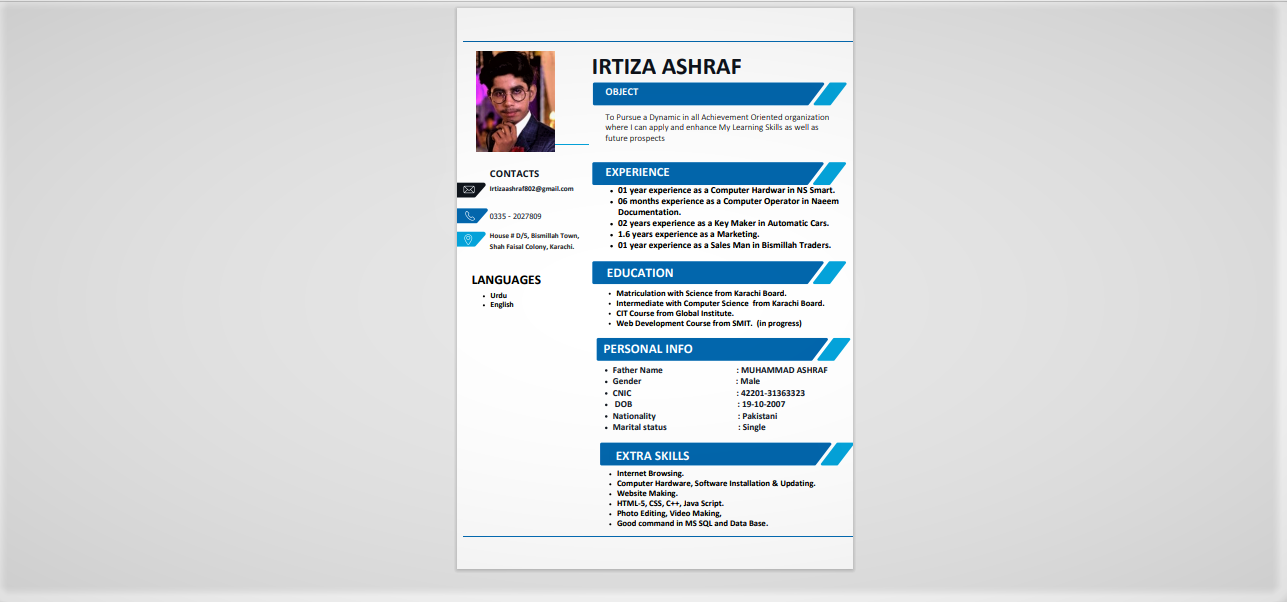 IRTIZA ASHRAF
OBJECT
To Pursue a Dynamic in all Achievement Oriented organization
where I can apply and enhance My Learning Skills as well as
future prospects
CONTACTS
Irtizaashraf802@gmail.com
0335 - 2027809
House # D/5, Bismillah Town,
Shah Faisal Colony, Karachi.
LANGUAGES
• Urdu
• English
EXPERIENCE
• 01 year experience as a Computer Hardwar in NS Smart.
• 06 months experience as a Computer Operator in Naeem
Documentation.
• 02 years experience as a Key Maker in Automatic Cars.
• 1.6 years experience as a Marketing.
• 01 year experience as a Sales Man in Bismillah Traders.
EDUCATION
• Matriculation with Science from Karachi Board.
• Intermediate with Computer Science from Karachi Board.
• CIT Course from Global Institute.
• Web Development Course from SMIT. (in progress)
PERSONAL INFO
• Father Name : MUHAMMAD ASHRAF
• Gender : Male
• CNIC : 42201-31363323
• DOB : 19-10-2007
• Nationality : Pakistani
• Marital status : Single
EXTRA SKILLS
• Internet Browsing.
• Computer Hardware, Software Installation & Updating.
• Website Making.
• HTML-5, CSS, C++, Java Script.
• Photo Editing, Video Making,
• Good command in MS SQL and Data Base.